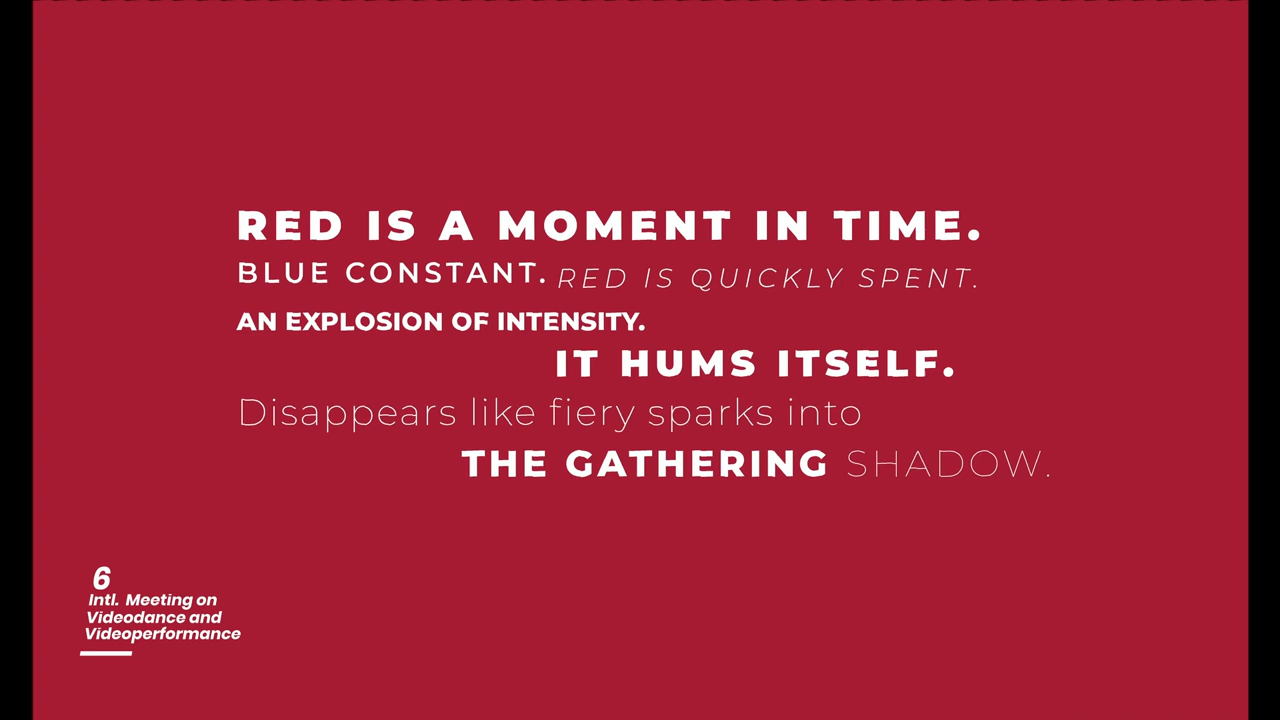 RED IS A MOMENT IN TIME.
BLUE CONSTANT. RED IS QUICKLY SPENT.
AN EXPLOSION OF INTENSITY.
IT HUMS ITSELF.
Disappears like fiery sparks into
THE GATHERING SHADOW.
6
Intl. Meeting on
Videodance and
Videoperformance